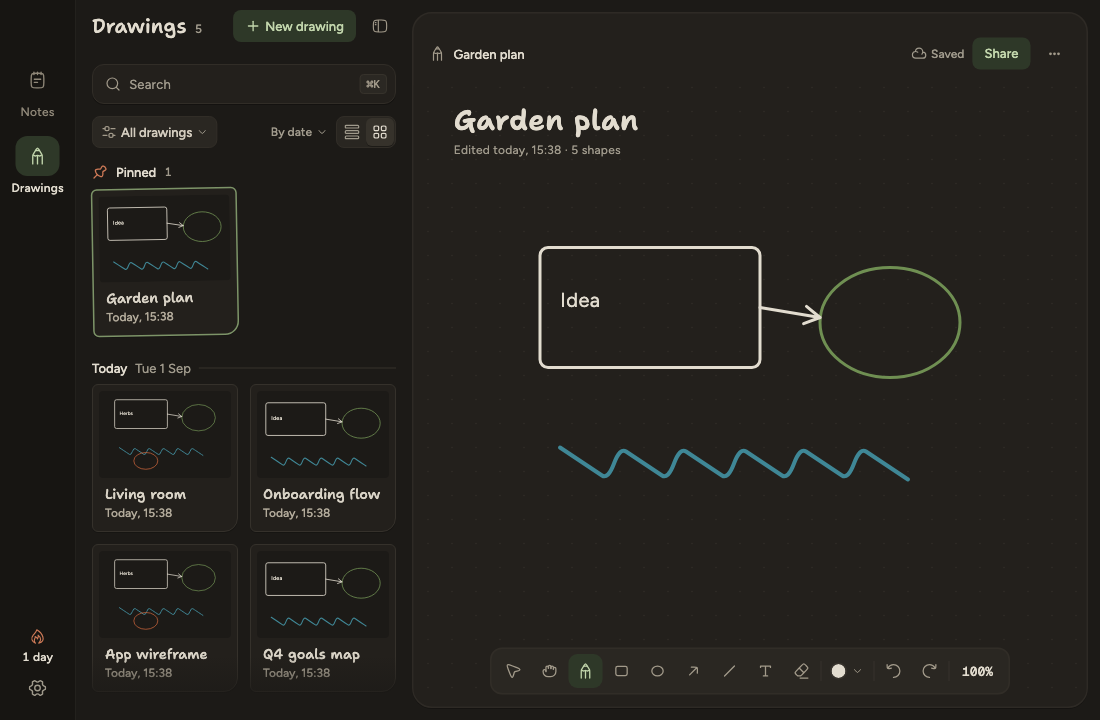 Drawings 5
New drawing
Search
⌘K
All drawings
By date
Pinned 1
Idea
Garden plan
Today, 15:38
Today Tue 1 Sep
Herbs
Living room
Today, 15:38
Idea
Onboarding flow
Today, 15:38
Herbs
App wireframe
Today, 15:38
Idea
Q4 goals map
Today, 15:38
Notes
Drawings
1 day
Garden plan
Saved
Share
Garden plan
Edited today, 15:38 · 5 shapes
Idea
100%